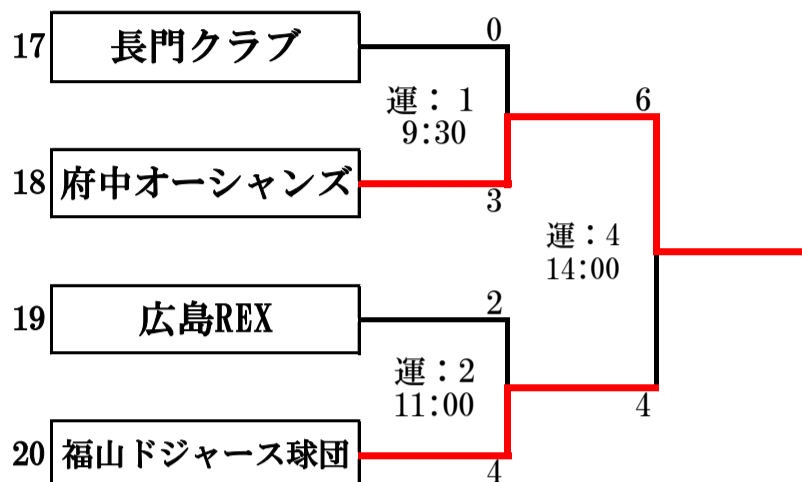 17 長門クラブ
0
運：1
9:30
6
18 府中オーシャンズ
3
運：4
14:00
19 広島REX
2
運：2
11:00
4
20 福山ドジャース球団
4